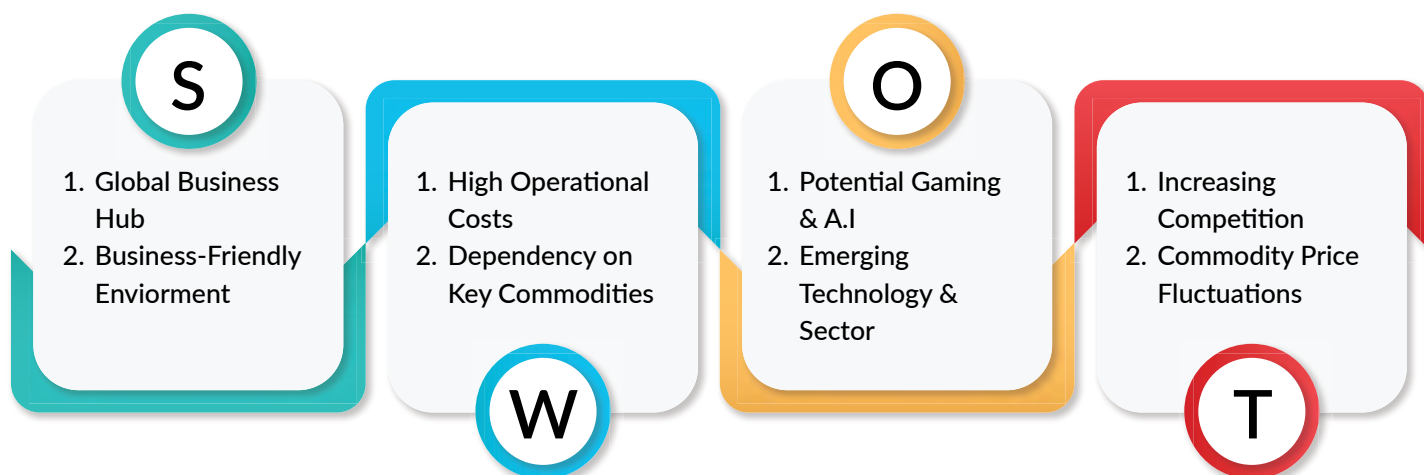 S
1. Global Business
Hub
2. Business-Friendly
Enviorment
W
1. High Operational
Costs
2. Dependency on
Key Commodities
O
1. Potential Gaming
& A.I
2. Emerging
Technology &
Sector
T
1. Increasing
Competition
2. Commodity Price
Fluctuations